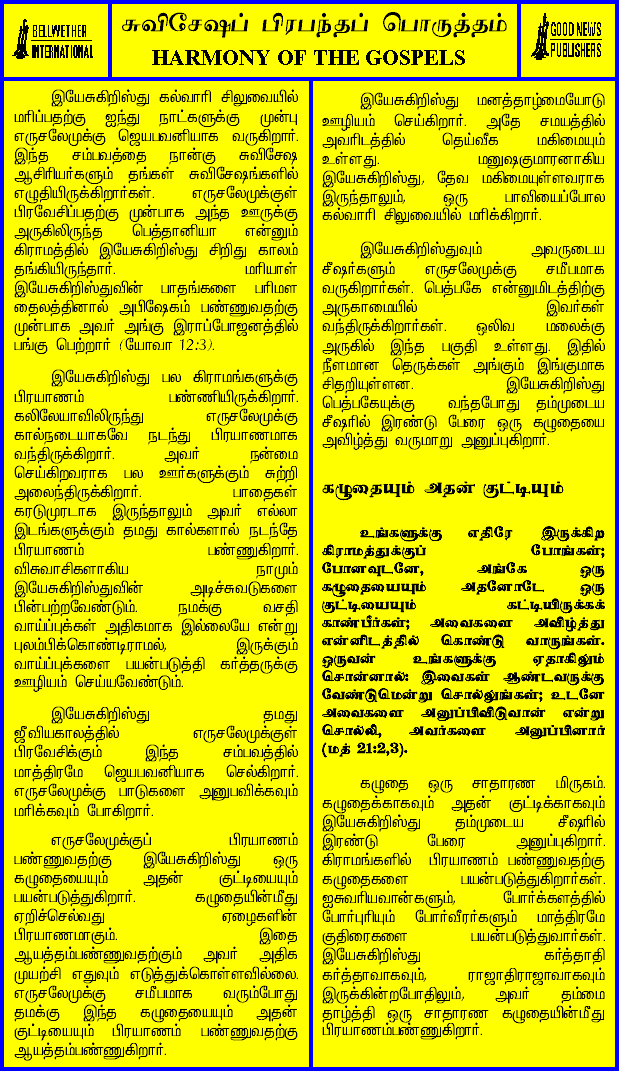 BELLWETHER
INTERNATIONAL
சுவிசேஷப் பிரபந்தப் பொருத்தம்
HARMONY OF THE GOSPELS
GOOD NEWS
PUBLISHERS
இயேசுகிறிஸ்து கல்வாரி சிலுவையில்
மரிப்பதற்கு ஐந்து நாட்களுக்கு முன்பு
எருசலேமுக்கு ஜெயபவனியாக வருகிறார்.
இந்த சம்பவத்தை நான்கு சுவிசேஷ
ஆசிரியர்களும் தங்கள் சுவிசேஷங்களில்
எழுதியிருக்கிறார்கள். எருசலேமுக்குள்
பிரவேசிப்பதற்கு முன்பாக அந்த ஊருக்கு
அருகிலிருந்த பெத்தானியா என்னும்
கிராமத்தில் இயேசுகிறிஸ்து சிறிது காலம்
தங்கியிருந்தார். மரியாள்
இயேசுகிறிஸ்துவின் பாதங்களை பரிமள
தைலத்தினால் அபிஷேகம் பண்ணுவதற்கு
முன்பாக அவர் அங்கு இராப்போஜனத்தில்
பங்கு பெற்றார் (யோவா 12:3).
இயேசுகிறிஸ்து பல கிராமங்களுக்கு
பிரயாணம் பண்ணியிருக்கிறார்.
கலிலேயாவிலிருந்து எருசலேமுக்கு
கால்நடையாகவே நடந்து பிரயாணமாக
வந்திருக்கிறார். அவர் நன்மை
செய்கிறவராக பல ஊர்களுக்கும் சுற்றி
அலைந்திருக்கிறார். பாதைகள்
கரடுமுரடாக இருந்தாலும் அவர் எல்லா
இடங்களுக்கும் தமது கால்களால் நடந்தே
பிரயாணம் பண்ணுகிறார்.
விசுவாசிகளாகிய நாமும்
இயேசுகிறிஸ்துவின் அடிச்சுவடுகளை
பின்பற்றவேண்டும். நமக்கு வசதி
வாய்ப்புக்கள் அதிகமாக இல்லையே என்று
புலம்பிக்கொண்டிராமல், இருக்கும்
வாய்ப்புக்களை பயன்படுத்தி கர்த்தருக்கு
ஊழியம் செய்யவேண்டும்.
இயேசுகிறிஸ்து தமது
ஜீவியகாலத்தில் எருசலேமுக்குள்
பிரவேசிக்கும் இந்த சம்பவத்தில்
மாத்திரமே ஜெயபவனியாக செல்கிறார்.
எருசலேமுக்கு பாடுகளை அனுபவிக்கவும்
மரிக்கவும் போகிறார்.
எருசலேமுக்குப் பிரயாணம்
பண்ணுவதற்கு இயேசுகிறிஸ்து ஒரு
கழுதையையும் அதன் குட்டியையும்
பயன்படுத்துகிறார். கழுதையின்மீது
ஏறிச்செல்வது ஏழைகளின்
பிரயாணமாகும். இதை
ஆயத்தம்பண்ணுவதற்கும் அவர் அதிக
முயற்சி எதுவும் எடுத்துக்கொள்ளவில்லை.
எருசலேமுக்கு சமீபமாக வரும்போது
தமக்கு இந்த கழுதையையும் அதன்
குட்டியையும் பிரயாணம் பண்ணுவதற்கு
ஆயத்தம்பண்ணுகிறார்.
இயேசுகிறிஸ்து மனத்தாழ்மையோடு
ஊழியம் செய்கிறார். அதே சமயத்தில்
அவரிடத்தில் தெய்வீக மகிமையும்
உள்ளது. மனுஷகுமாரனாகிய
இயேசுகிறிஸ்து, தேவ மகிமையுள்ளவராக
இருந்தாலும், ஒரு பாவியைப்போல
கல்வாரி சிலுவையில் மரிக்கிறார்.
இயேசுகிறிஸ்துவும் அவருடைய
சீஷர்களும் எருசலேமுக்கு சமீபமாக
வருகிறார்கள். பெத்பகே என்னுமிடத்திற்கு
அருகாமையில் இவர்கள்
வந்திருக்கிறார்கள். ஒலிவ மலைக்கு
அருகில் இந்த பகுதி உள்ளது. இதில்
நீளமான தெருக்கள் அங்கும் இங்குமாக
சிதறியுள்ளன. இயேசுகிறிஸ்து
பெத்பகேயுக்கு வந்தபோது தம்முடைய
சீஷரில் இரண்டு பேரை ஒரு கழுதையை
அவிழ்த்து வருமாறு அனுப்புகிறார்.
கழுதையும் அதன் குட்டியும்
உங்களுக்கு எதிரே இருக்கிற
கிராமத்துக்குப் போங்கள்;
போனவுடனே, அங்கே ஒரு
கழுதையையும் அதனோடே ஒரு
குட்டியையும் கட்டியிருக்கக்
காண்பீர்கள்; அவைகளை அவிழ்த்து
என்னிடத்தில் கொண்டு வாருங்கள்.
ஒருவன் உங்களுக்கு ஏதாகிலும்
சொன்னால்: இவைகள் ஆண்டவருக்கு
வேண்டுமென்று சொல்லுங்கள்; உடனே
அவைகளை அனுப்பிவிடுவான் என்று
சொல்லி, அவர்களை அனுப்பினார்
(மத் 21:2,3).
கழுதை ஒரு சாதாரண மிருகம்.
கழுதைக்காகவும் அதன் குட்டிக்காகவும்
இயேசுகிறிஸ்து தம்முடைய சீஷரில்
இரண்டு பேரை அனுப்புகிறார்.
கிராமங்களில் பிரயாணம் பண்ணுவதற்கு
கழுதைகளை பயன்படுத்துகிறார்கள்.
ஐசுவரியவான்களும், போர்க்களத்தில்
போர்புரியும் போர்வீரர்களும் மாத்திரமே
குதிரைகளை பயன்படுத்துவார்கள்.
இயேசுகிறிஸ்து கர்த்தாதி
கர்த்தாவாகவும், ராஜாதிராஜாவாகவும்
இருக்கின்றபோதிலும், அவர் தம்மை
தாழ்த்தி ஒரு சாதாரண கழுதையின்மீது
பிரயாணம்பண்ணுகிறார்.